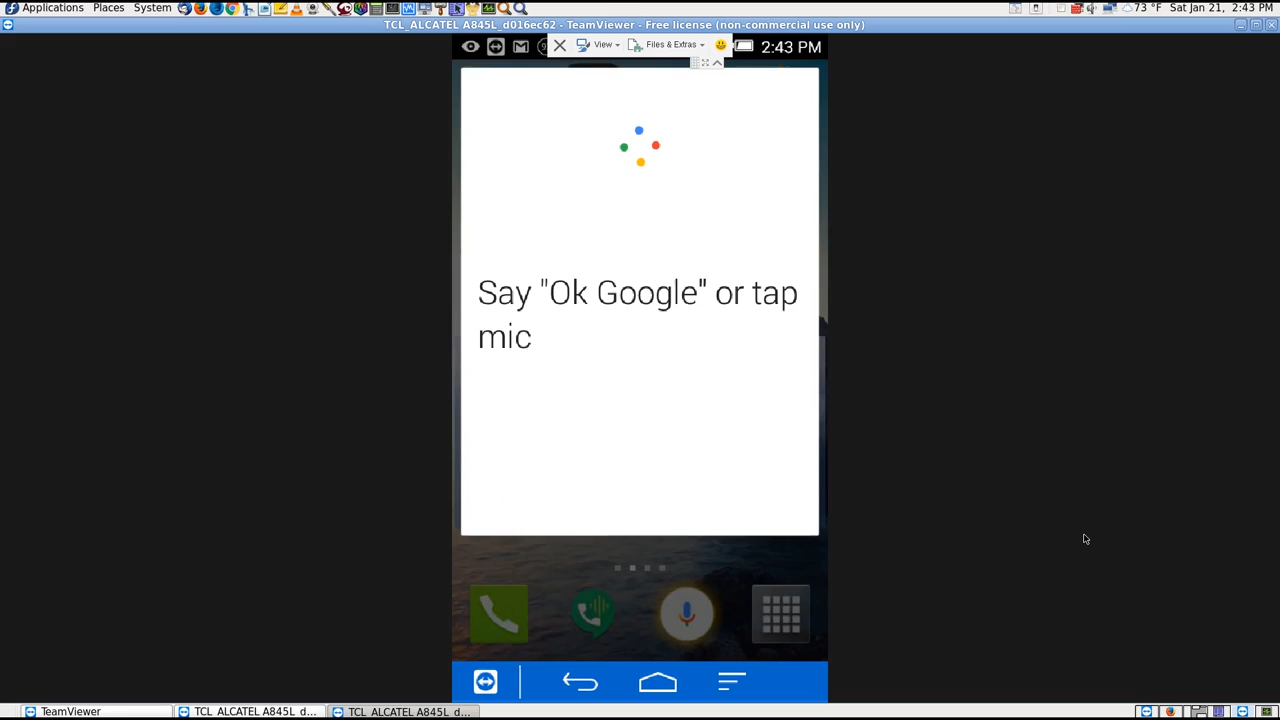 Applications Places System
73 °F Sat Jan 21, 2:43 PM
TCL_ALCATEL A845L_d016ec62 - TeamViewer - Free license (non-commercial use only)
View Files & Extras
2:43 PM
Say "Ok Google" or tap
mic
TeamViewer TCL_ALCATEL A845L d... TCL_ALCATEL A845L_d...